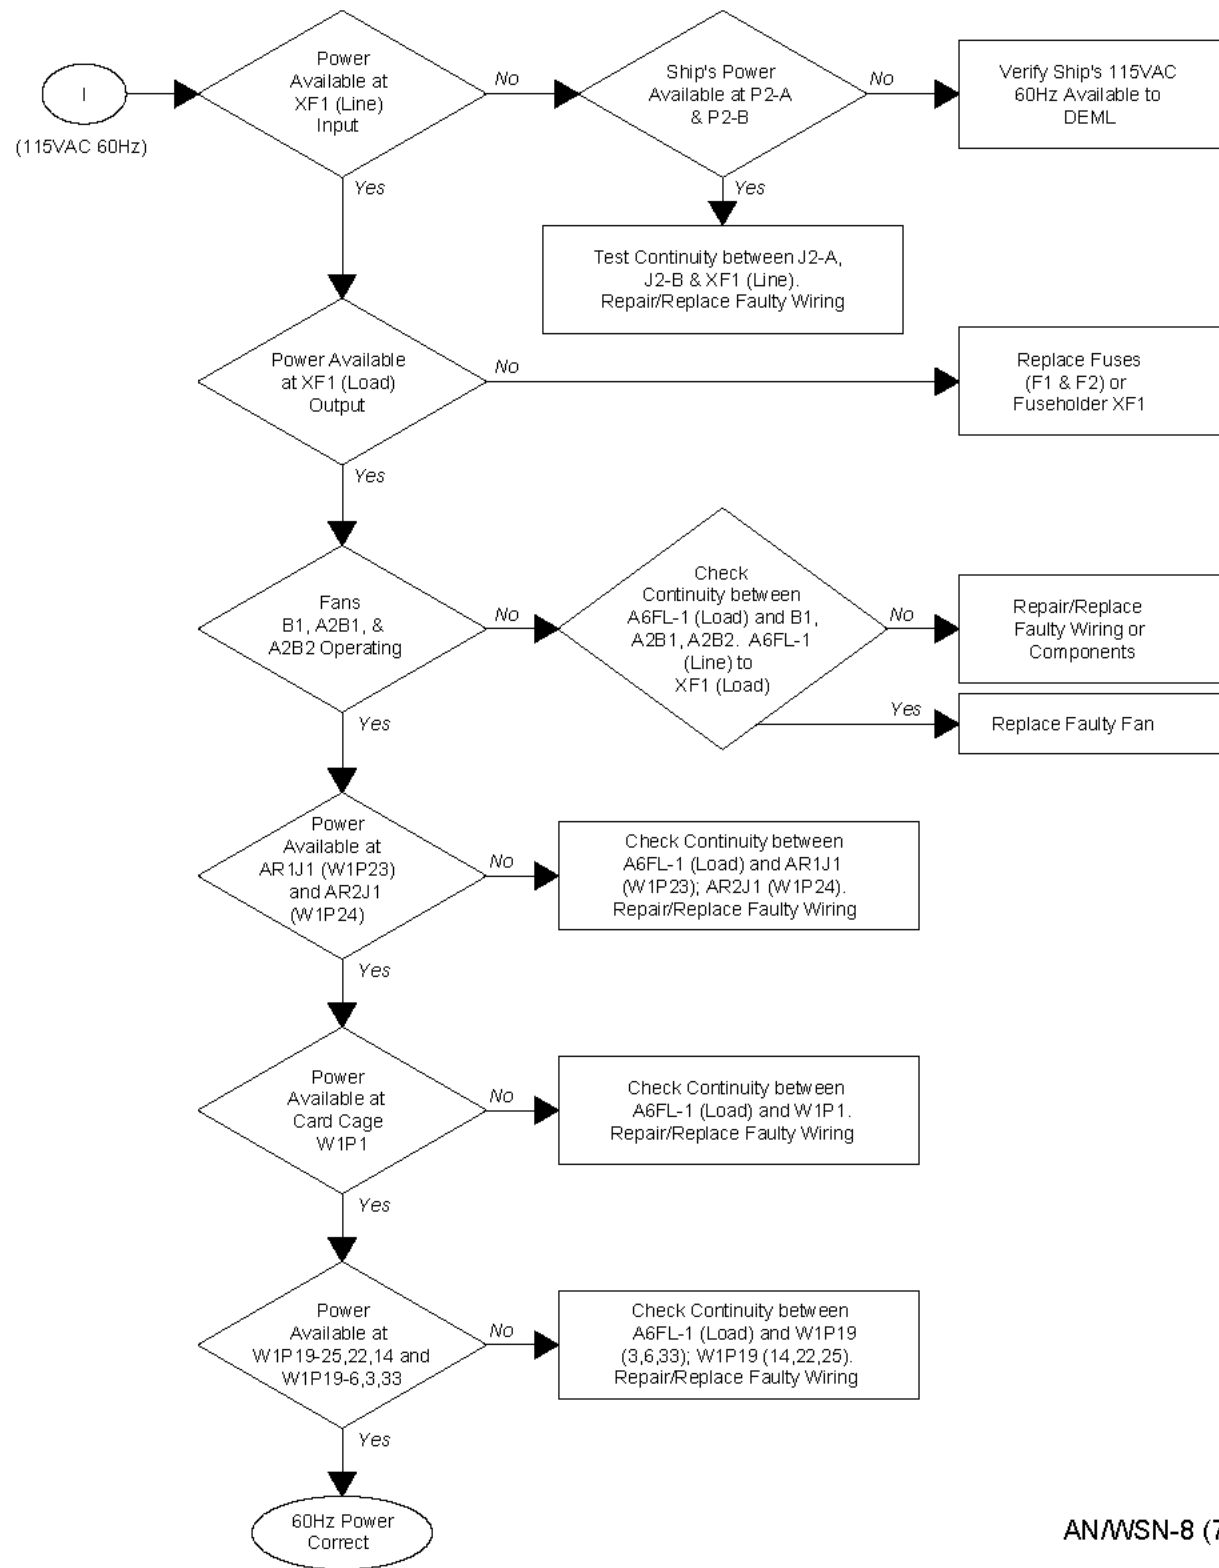 I
(115VAC 60Hz)
Power
Available at
XF1 (Line)
Input
No
Ship's Power
Available at P2-A
& P2-B
No
Verify Ship's 115VAC
60Hz Available to
DEML
Yes
Yes
Test Continuity between J2-A,
J2-B & XF1 (Line).
Repair/Replace Faulty Wiring
Power Available
at XF1 (Load)
Output
No
Replace Fuses
(F1 & F2) or
Fuseholder XF1
Yes
Fans
B1, A2B1, &
A2B2 Operating
No
Check
Continuity between
A6FL-1 (Load) and B1,
A2B1, A2B2. A6FL-1
(Line) to
XF1 (Load)
No
Repair/Replace
Faulty Wiring or
Components
Yes
Replace Faulty Fan
Yes
Power
Available at
AR1J1 (W1P23)
and AR2J1
(W1P24)
No
Check Continuity between
A6FL-1 (Load) and AR1J1
(W1P23); AR2J1 (W1P24).
Repair/Replace Faulty Wiring
Yes
Power
Available at
Card Cage
W1P1
No
Check Continuity between
A6FL-1 (Load) and W1P1.
Repair/Replace Faulty Wiring
Yes
Power
Available at
W1P19-25,22,14 and
W1P19-6,3,33
No
Check Continuity between
A6FL-1 (Load) and W1P19
(3,6,33); W1P19 (14,22,25).
Repair/Replace Faulty Wiring
Yes
60Hz Power
Correct
AN/WSN-8 (7